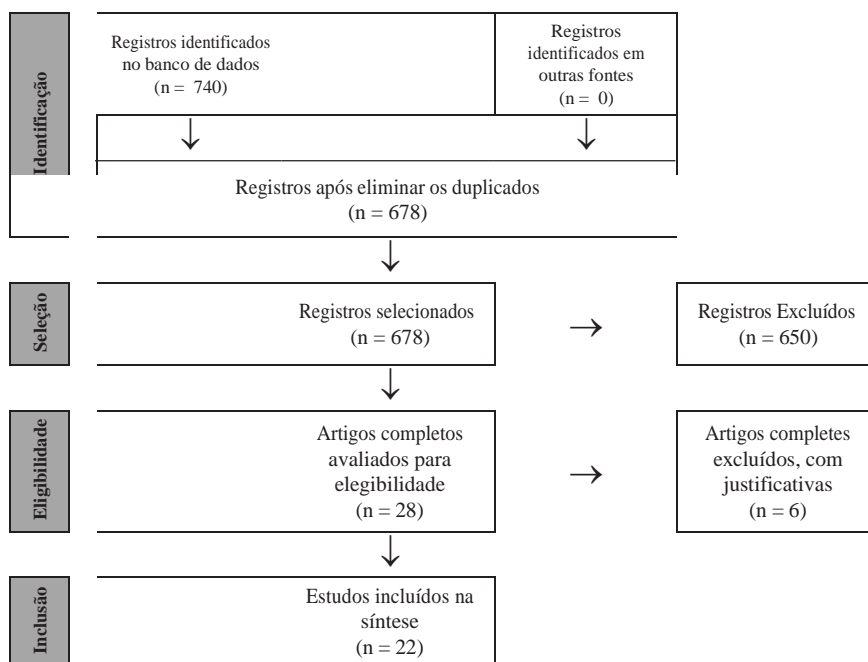 Identificação
Registros identificados
no banco de dados
(n = 740)
Registros
identificados em
outras fontes
(n = 0)
Registros após eliminar os duplicados
(n = 678)
Seleção
Registros selecionados
(n = 678)
Registros Excluídos
(n = 650)
Eligibilidade
Artigos completos
avaliados para
elegibilidade
(n = 28)
Artigos completes
excluídos, com
justificativas
(n = 6)
Inclusão
Estudos incluídos na
síntese
(n = 22)